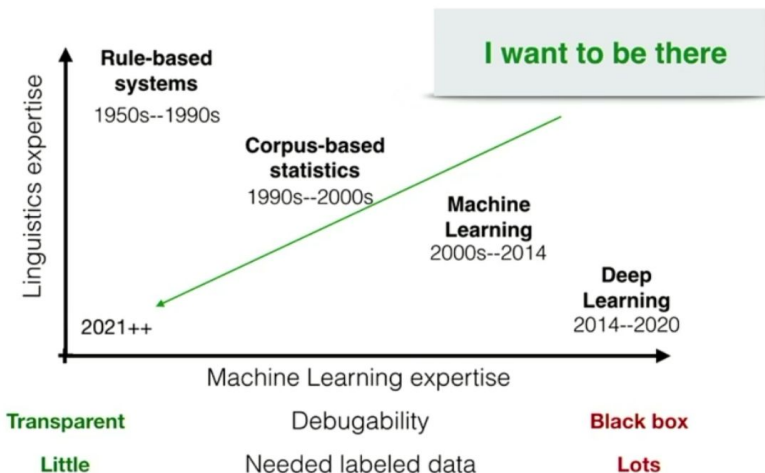 I want to be there
Rule-based
systems
1950s--1990s
Corpus-based
statistics
1990s--2000s
Machine
Learning
2000s--2014
Deep
Learning
2014--2020
2021++
Linguistics expertise
Machine Learning expertise
Transparent Debugability Black box
Little Needed labeled data Lots